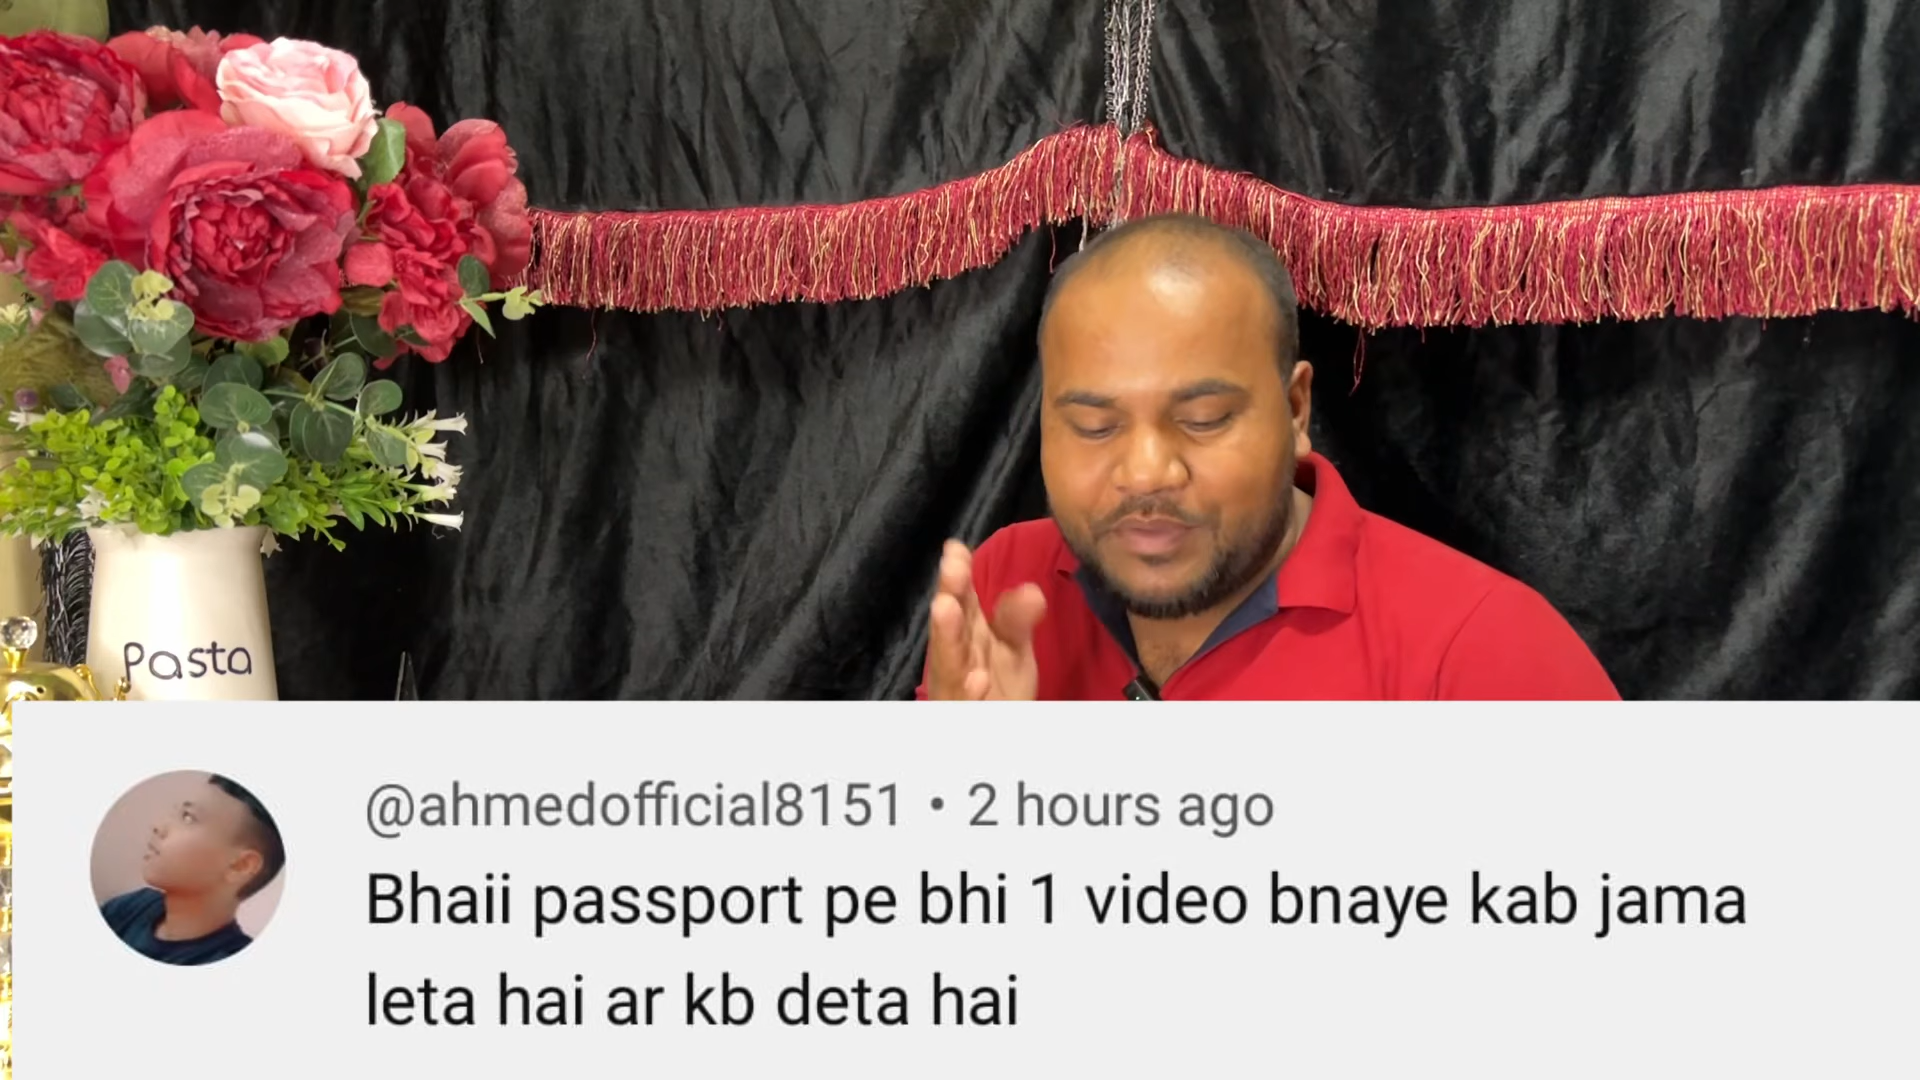 Pasta
@ahmedofficial8151 • 2 hours ago
Bhaii passport pe bhi 1 video bnaye kab jama
leta hai ar kb deta hai